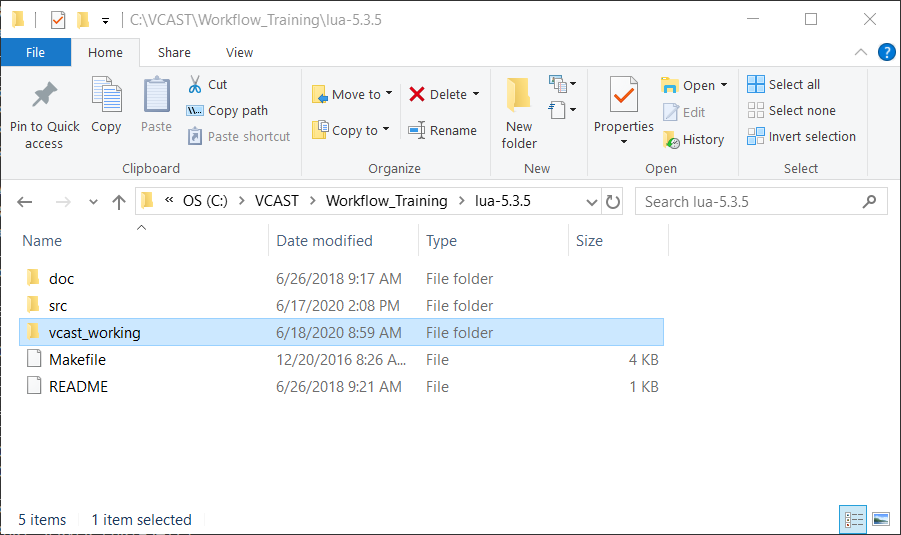 C:\VCAST\Workflow_Training\lua-5.3.5
File Home Share View
Pin to Quick access
Copy
Paste
Cut
Copy path
Paste shortcut
Clipboard
Move to
Copy to
Delete
Rename
Organize
New folder
New
Properties
Open
Edit
History
Open
Select all
Select none
Invert selection
Select
« OS (C:) > VCAST > Workflow_Training > lua-5.3.5
Search lua-5.3.5
Name Date modified Type Size
doc 6/26/2018 9:17 AM File folder
src 6/17/2020 2:08 PM File folder
vcast_working 6/18/2020 8:59 AM File folder
Makefile 12/20/2016 8:26 A... File 4 KB
README 6/26/2018 9:21 AM File 1 KB
5 items 1 item selected